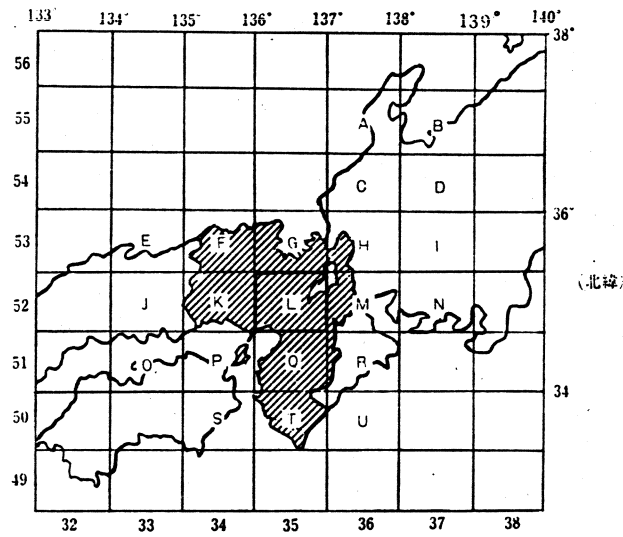 133° 134° 135° 136° 137° 138° 139° 140°
38°
56
55 A B
54 C D
36°
53 E F G H I
(北緯)
52 J K L M N
51 O P Q R
34
50 S T U
49
32 33 34 35 36 37 38